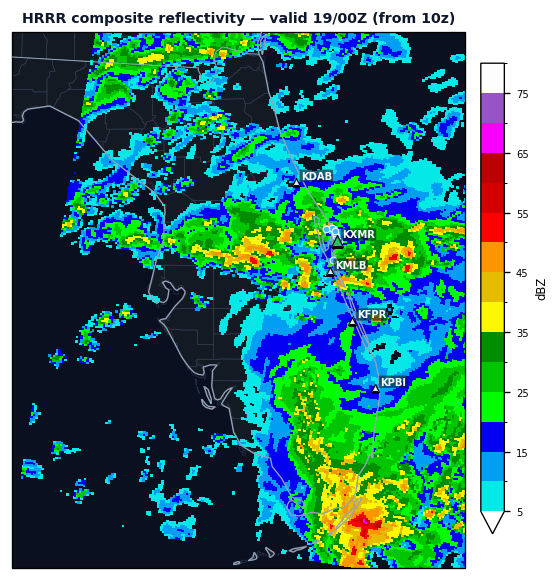 HRRR composite reflectivity — valid 19/00Z (from 10z)
KDAB
KXMR
KMLB
KFPR
KPBI
75
65
55
45
35
25
15
5
dBZ